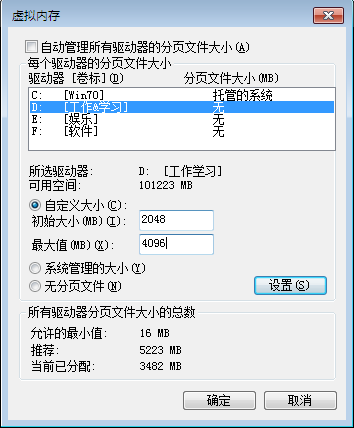 虚拟内存
自动管理所有驱动器的分页文件大小(A)
每个驱动器的分页文件大小
驱动器 [卷标](D) 分页文件大小(MB)
C: [Win70] 托管的系统
D: [工作@学习] 无
E: [娱乐] 无
F: [软件] 无
所选驱动器: D: [工作学习]
可用空间: 101223 MB
自定义大小(C):
初始大小(MB)(I): 2048
最大值(MB)(X): 4096
系统管理的大小(Y)
无分页文件(N) 设置(S)
所有驱动器分页文件大小的总数
允许的最小值: 16 MB
推荐: 5223 MB
当前已分配: 3482 MB
确定 取消